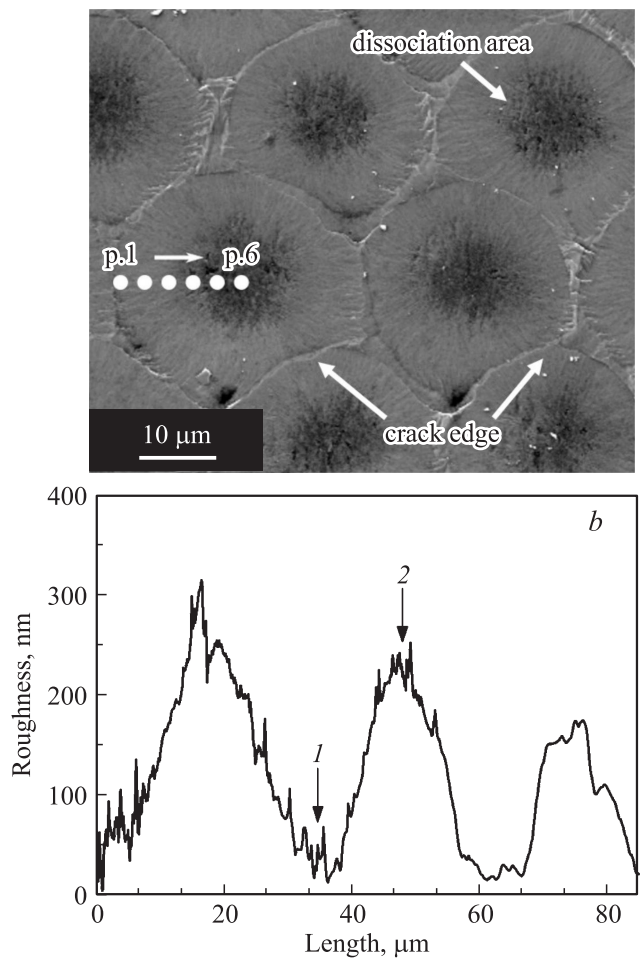 dissociation area
p.1
p.6
crack edge
10 μm
b
400
300
200
100
0
Roughness, nm
1
2
0
20
40
60
80
Length, μm